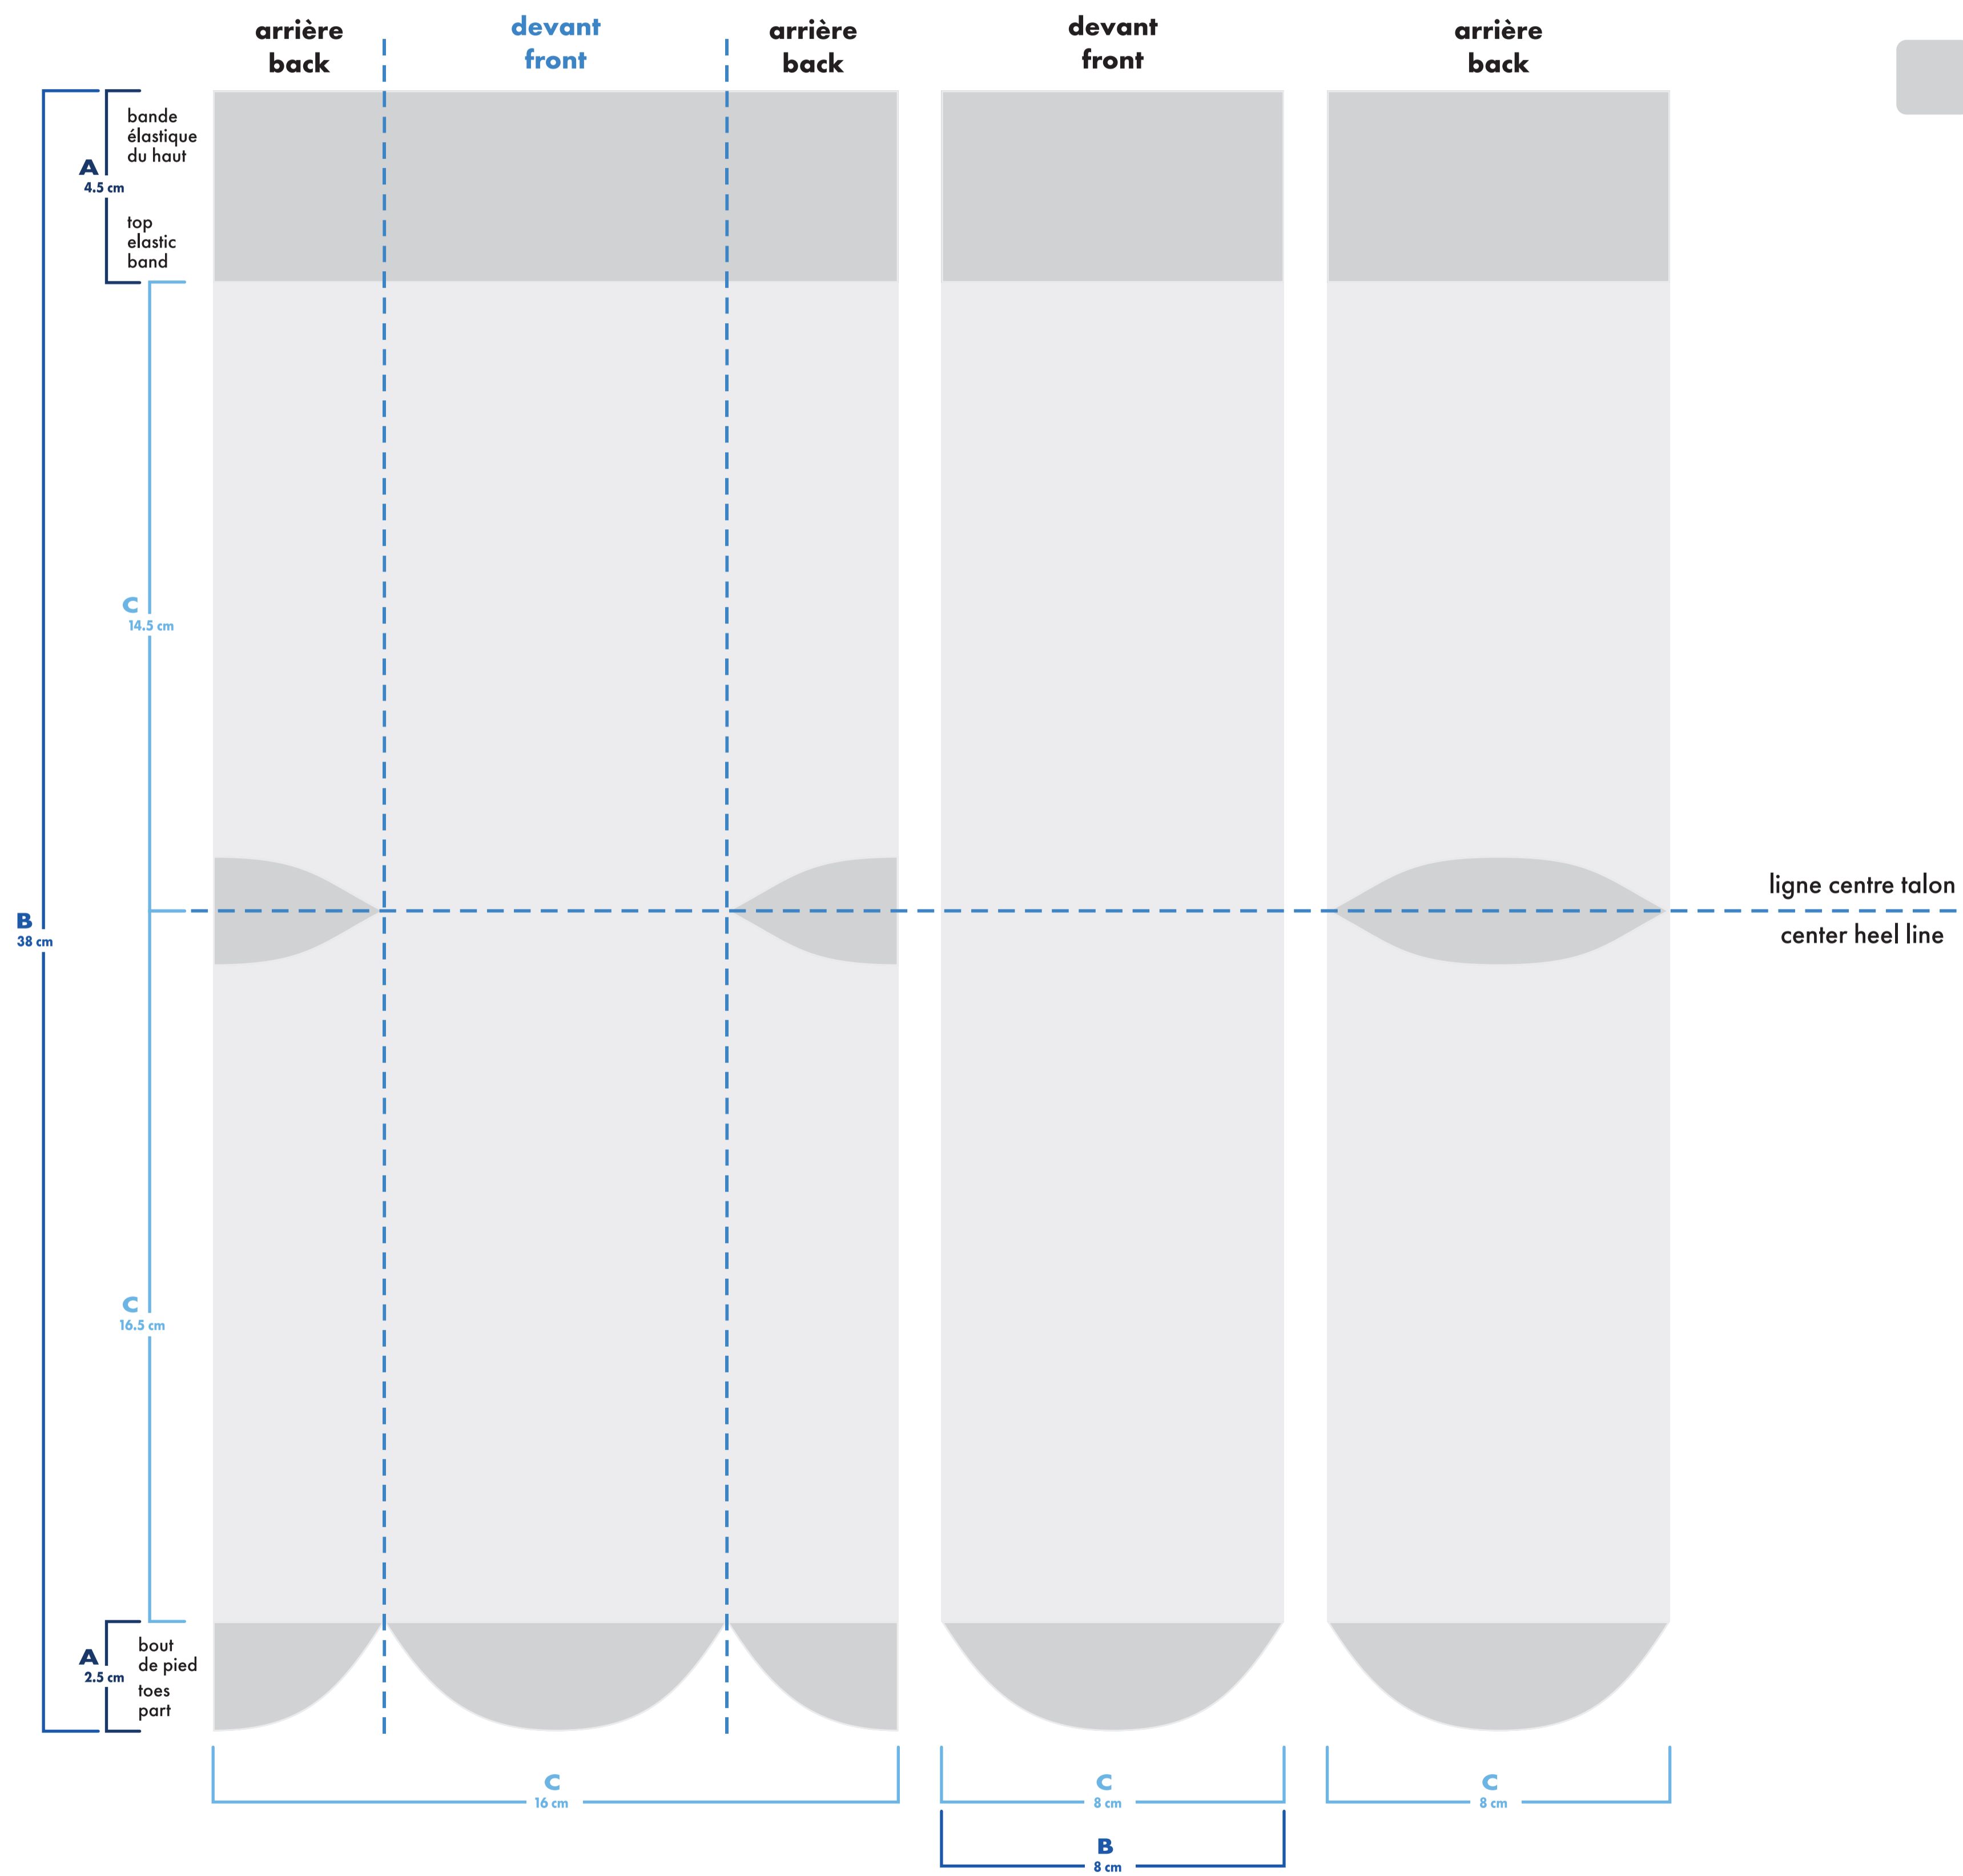 arrière
back
devant
front
arrière
back
devant
front
arrière
back
bande
élastique
du haut
A
4.5 cm
top
elastic
band
C
14.5 cm
ligne centre talon
B
38 cm
center heel line
C
16.5 cm
bout
de pied
A
2.5 cm
toes
part
C
16 cm
C
8 cm
C
8 cm
B
8 cm